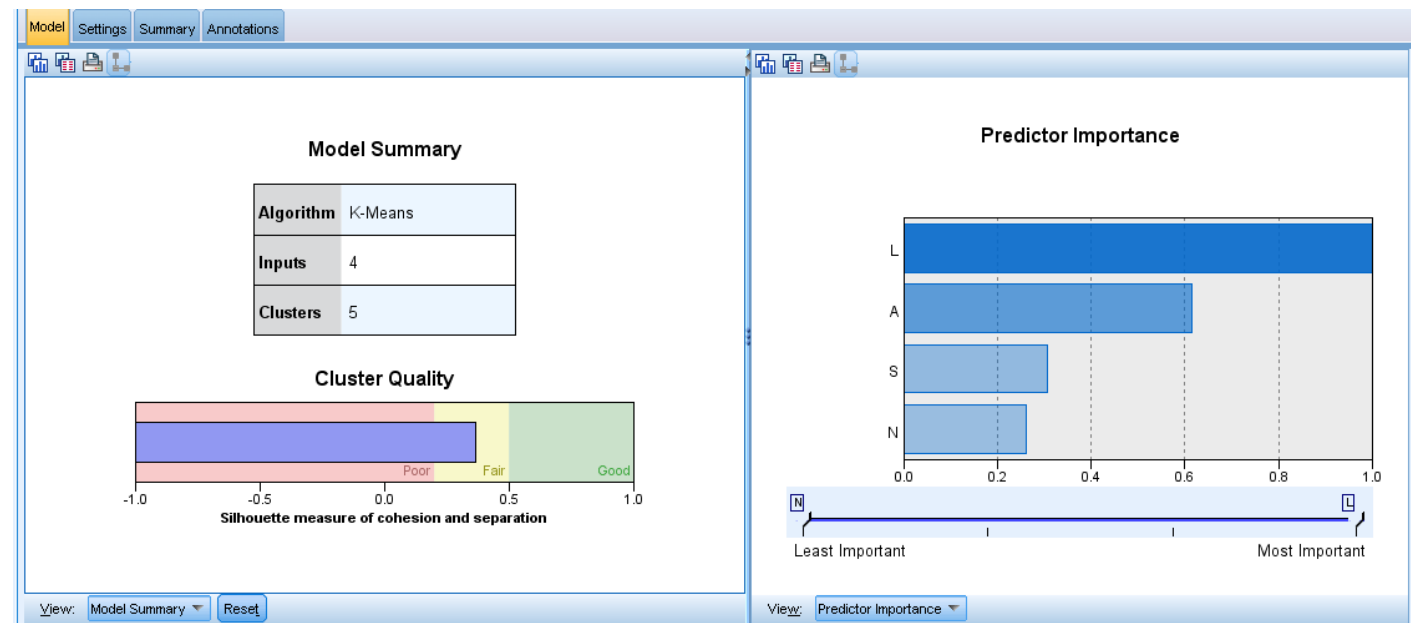 Model Settings Summary Annotations
Model Summary
Algorithm K-Means
Inputs 4
Clusters 5
Cluster Quality
Poor Fair Good
-1.0 -0.5 0.0 0.5 1.0
Silhouette measure of cohesion and separation
View: Model Summary Reset
Predictor Importance
L
A
S
N
0.0 0.2 0.4 0.6 0.8 1.0
N L
Least Important Most Important
View: Predictor Importance